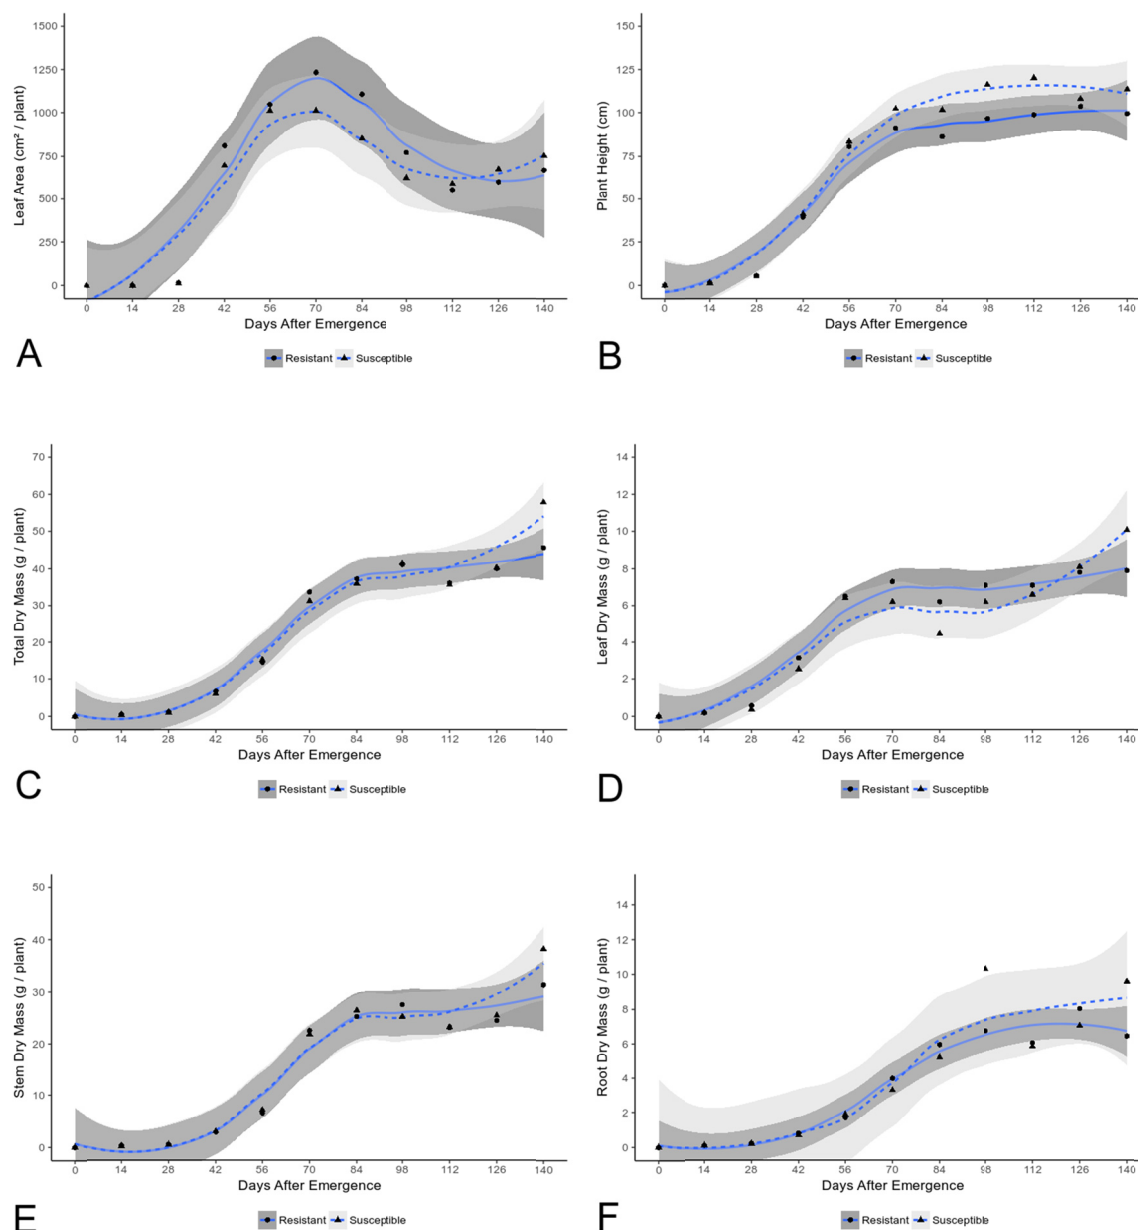 1500
1250
1000
750
500
250
0
Leaf Area (cm² / plant)
0 14 28 42 56 70 84 98 112 126 140
Days After Emergence
A
Resistant Susceptible
150
125
100
75
50
25
0
Plant Height (cm)
0 14 28 42 56 70 84 98 112 126 140
Days After Emergence
B
Resistant Susceptible
70
60
50
40
30
20
10
0
Total Dry Mass (g / plant)
0 14 28 42 56 70 84 98 112 126 140
Days After Emergence
C
Resistant Susceptible
14
12
10
8
6
4
2
0
Leaf Dry Mass (g / plant)
0 14 28 42 56 70 84 98 112 126 140
Days After Emergence
D
Resistant Susceptible
50
40
30
20
10
0
Stem Dry Mass (g / plant)
0 14 28 42 56 70 84 98 112 126 140
Days After Emergence
E
Resistant Susceptible
14
12
10
8
6
4
2
0
Root Dry Mass (g / plant)
0 14 28 42 56 70 84 98 112 126 140
Days After Emergence
F
Resistant Susceptible